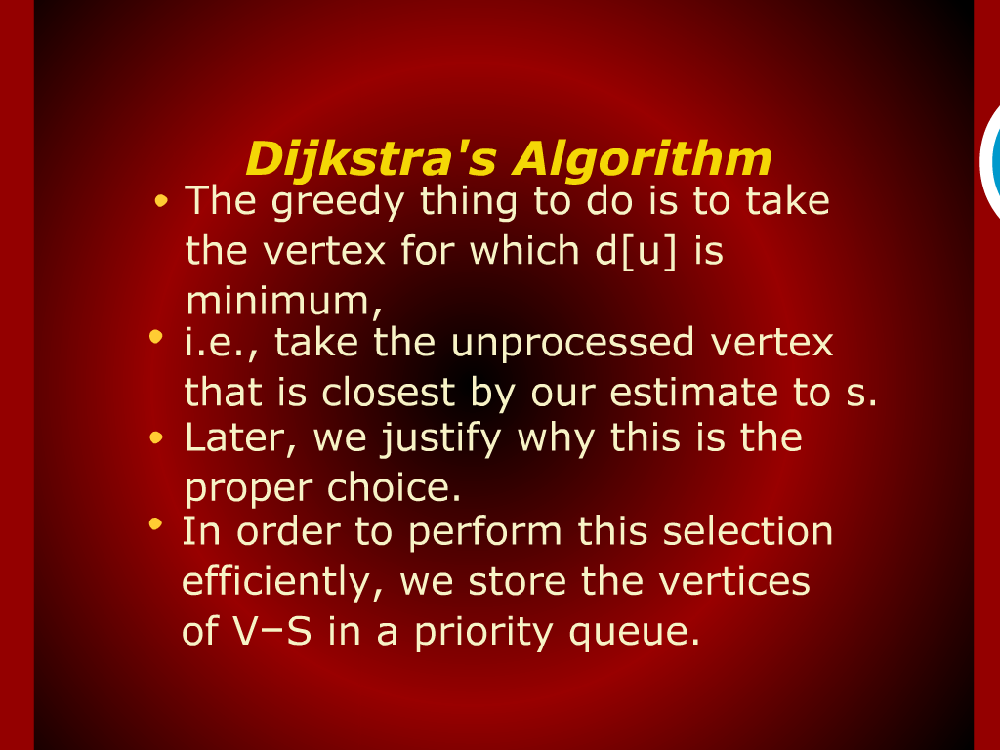 Dijkstra's Algorithm
• The greedy thing to do is to take
the vertex for which d[u] is
minimum,
• i.e., take the unprocessed vertex
that is closest by our estimate to s.
• Later, we justify why this is the
proper choice.
• In order to perform this selection
efficiently, we store the vertices
of V–S in a priority queue.